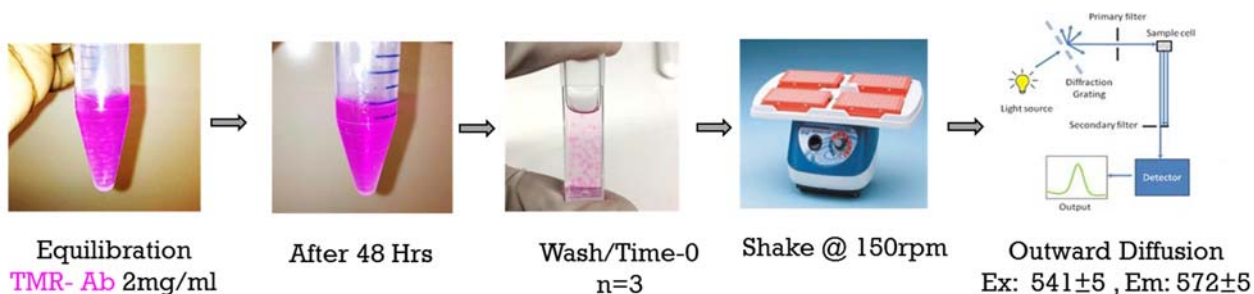 Equilibration
TMR- Ab 2mg/ml
After 48 Hrs
Wash/Time-0
n=3
Shake @ 150rpm
Primary filter
Sample cell
Diffraction
Grating
Light source
Secondary filter
Detector
Output
Outward Diffusion
Ex: 541±5 , Em: 572±5